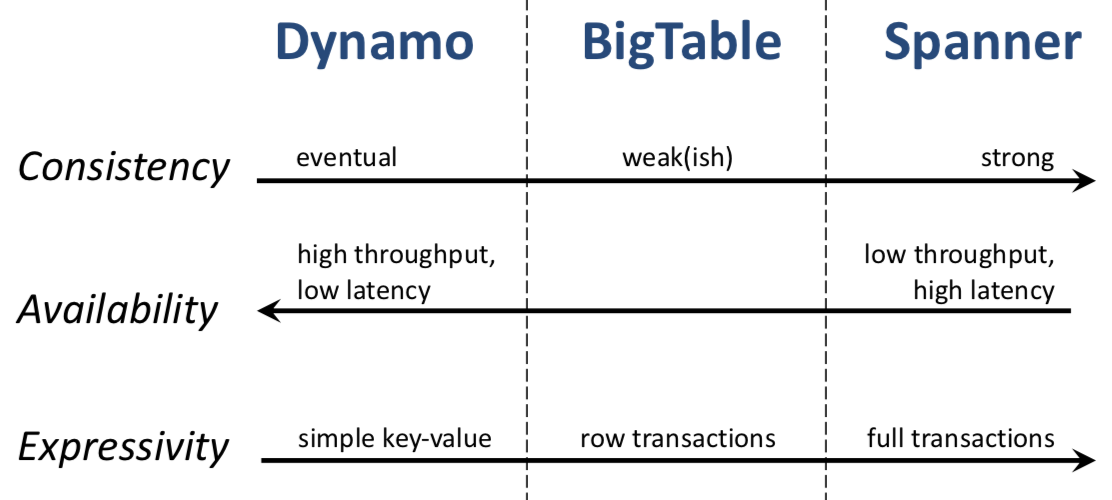 Dynamo BigTable Spanner
Consistency eventual weak(ish) strong
high throughput, low throughput,
Availability low latency high latency
Expressivity simple key-value row transactions full transactions